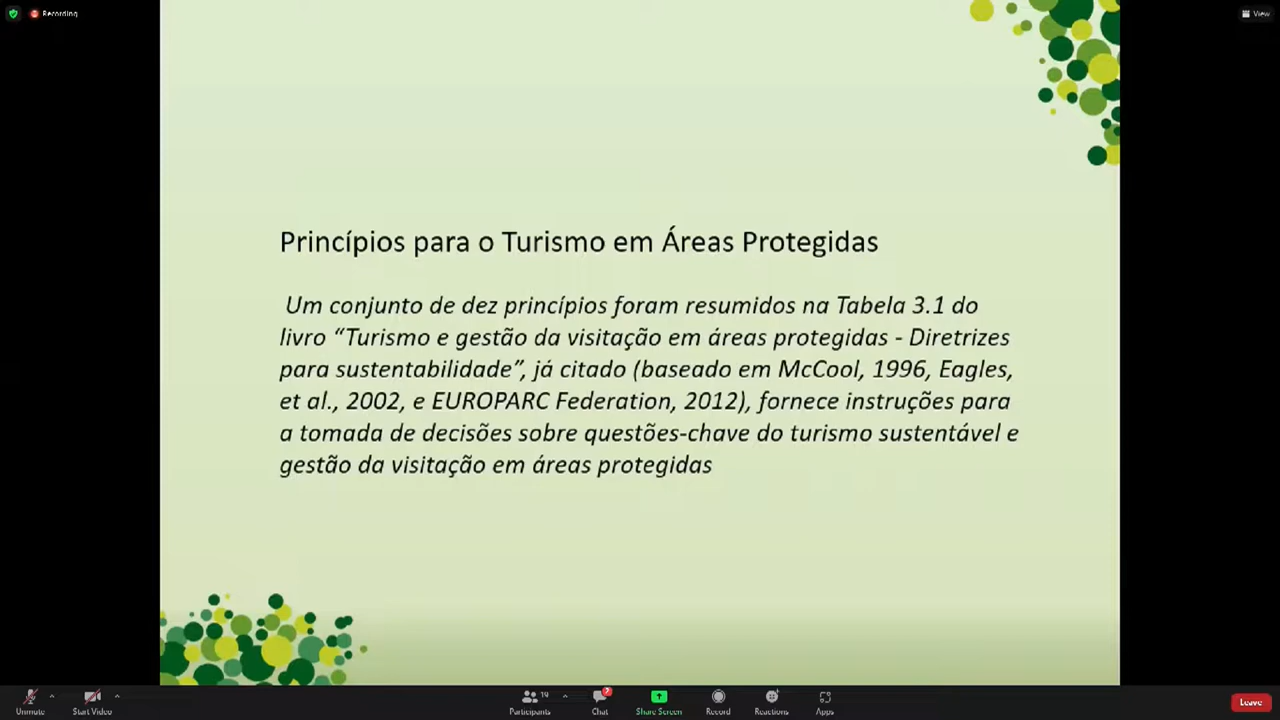 Recording
View
Princípios para o Turismo em Áreas Protegidas
Um conjunto de dez princípios foram resumidos na Tabela 3.1 do
livro “Turismo e gestão da visitação em áreas protegidas - Diretrizes
para sustentabilidade”, já citado (baseado em McCool, 1996, Eagles,
et al., 2002, e EUROPARC Federation, 2012), fornece instruções para
a tomada de decisões sobre questões-chave do turismo sustentável e
gestão da visitação em áreas protegidas
19
7
Unmute
Start Video
Participants
Chat
Share Screen
Record
Reactions
Apps
Leave